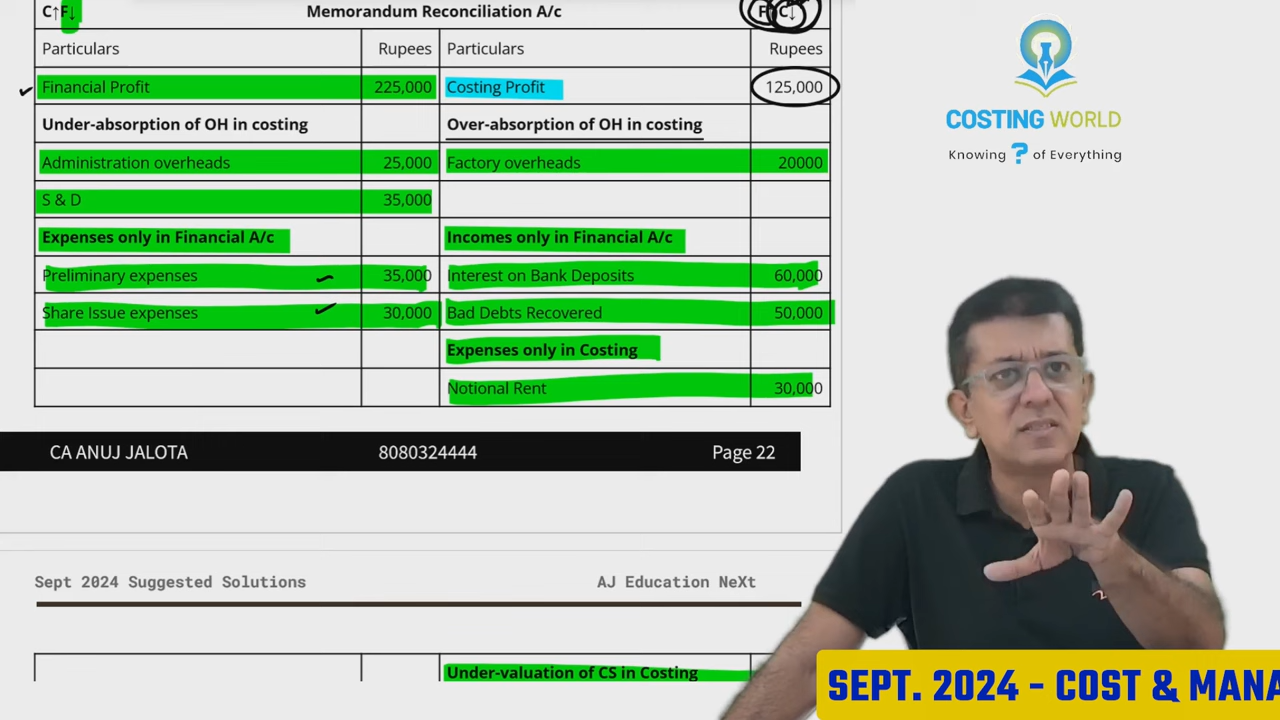 C↑F↓ Memorandum Reconciliation A/c C↓
Particulars Rupees Particulars Rupees
Financial Profit 225,000 Costing Profit 125,000
Under-absorption of OH in costing Over-absorption of OH in costing
Administration overheads 25,000 Factory overheads 20000
S & D 35,000
Expenses only in Financial A/c Incomes only in Financial A/c
Preliminary expenses 35,000 Interest on Bank Deposits 60,000
Share Issue expenses 30,000 Bad Debts Recovered 50,000
Expenses only in Costing
Notional Rent 30,000
CA ANUJ JALOTA 8080324444 Page 22
Sept 2024 Suggested Solutions AJ Education NeXt
Under-valuation of CS in Costing
COSTING WORLD
Knowing ? of Everything
SEPT. 2024 - COST & MANA